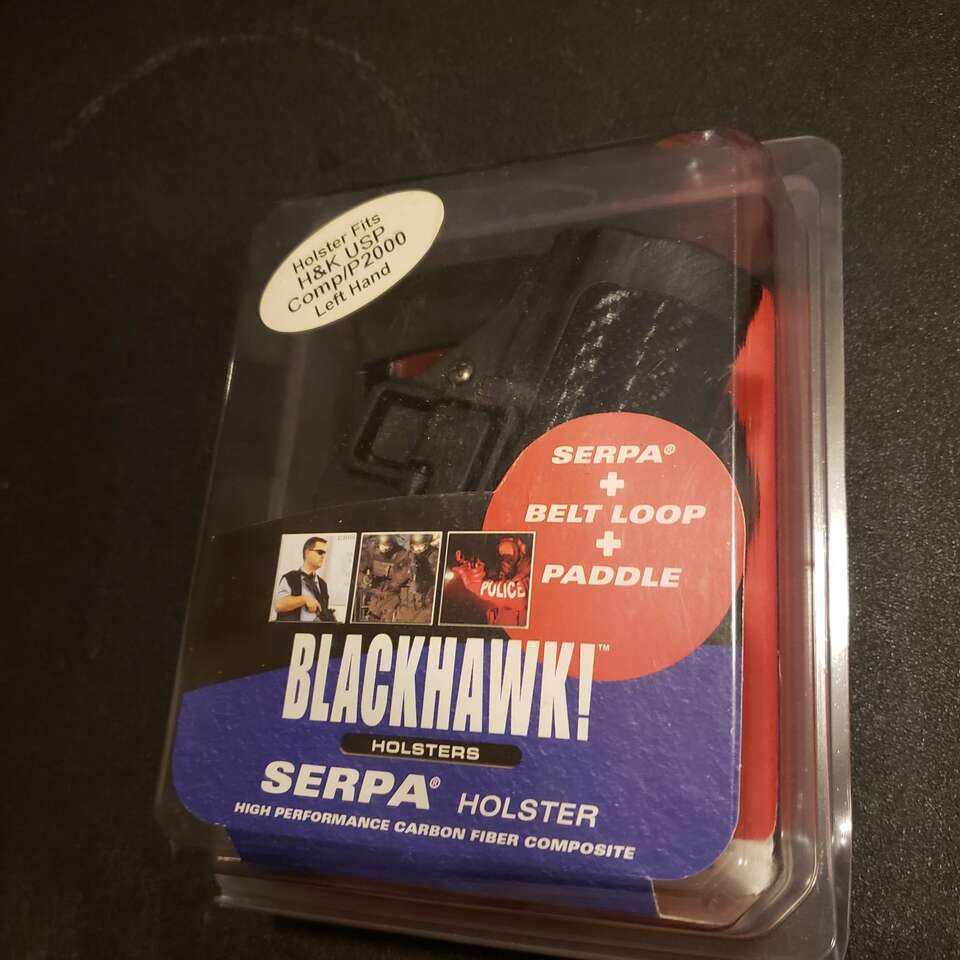 Holster Fits
H&K USP
Comp/P2000
Left Hand
SERPA®
+
BELT LOOP
+
PADDLE
POLICE
BLACKHAWK!™
HOLSTERS
SERPA® HOLSTER
HIGH PERFORMANCE CARBON FIBER COMPOSITE